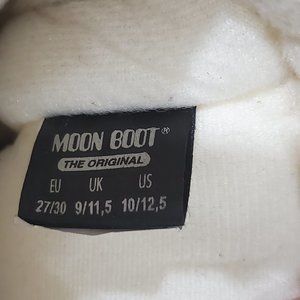 MOON BOOT®
THE ORIGINAL
EU UK US
27/30 9/11,5 10/12,5